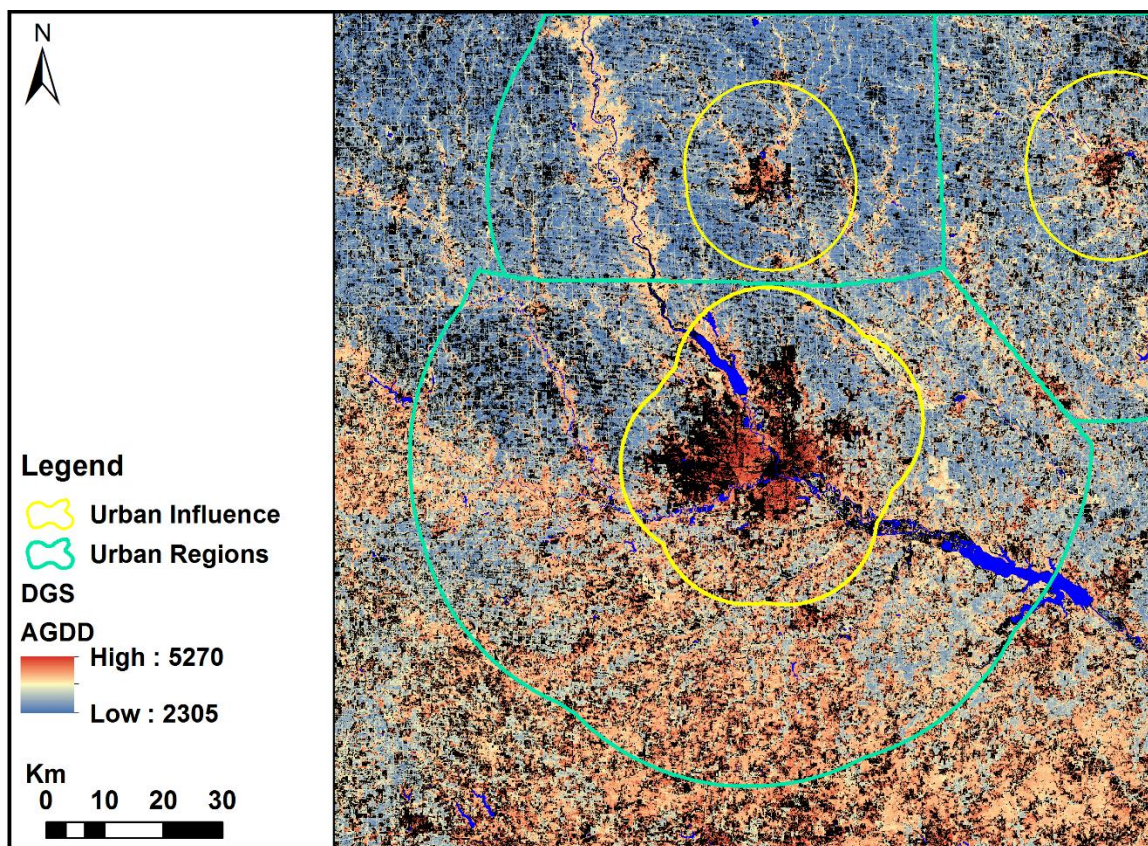 N
Legend
Urban Influence
Urban Regions
DGS
AGDD
High : 5270
Low : 2305
Km
0 10 20 30